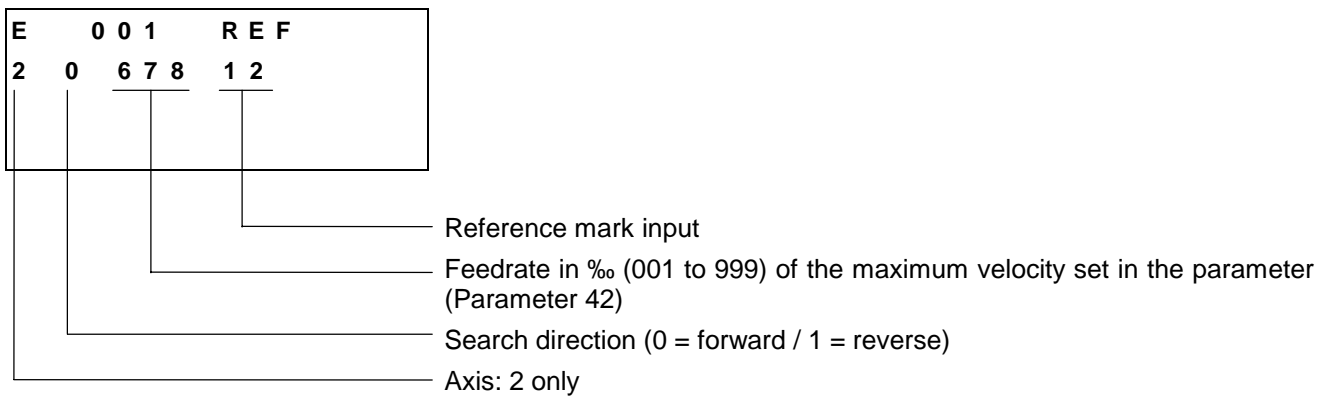 E 001 REF
2 0 678 12
Reference mark input
Feedrate in ‰ (001 to 999) of the maximum velocity set in the parameter
(Parameter 42)
Search direction (0 = forward / 1 = reverse)
Axis: 2 only